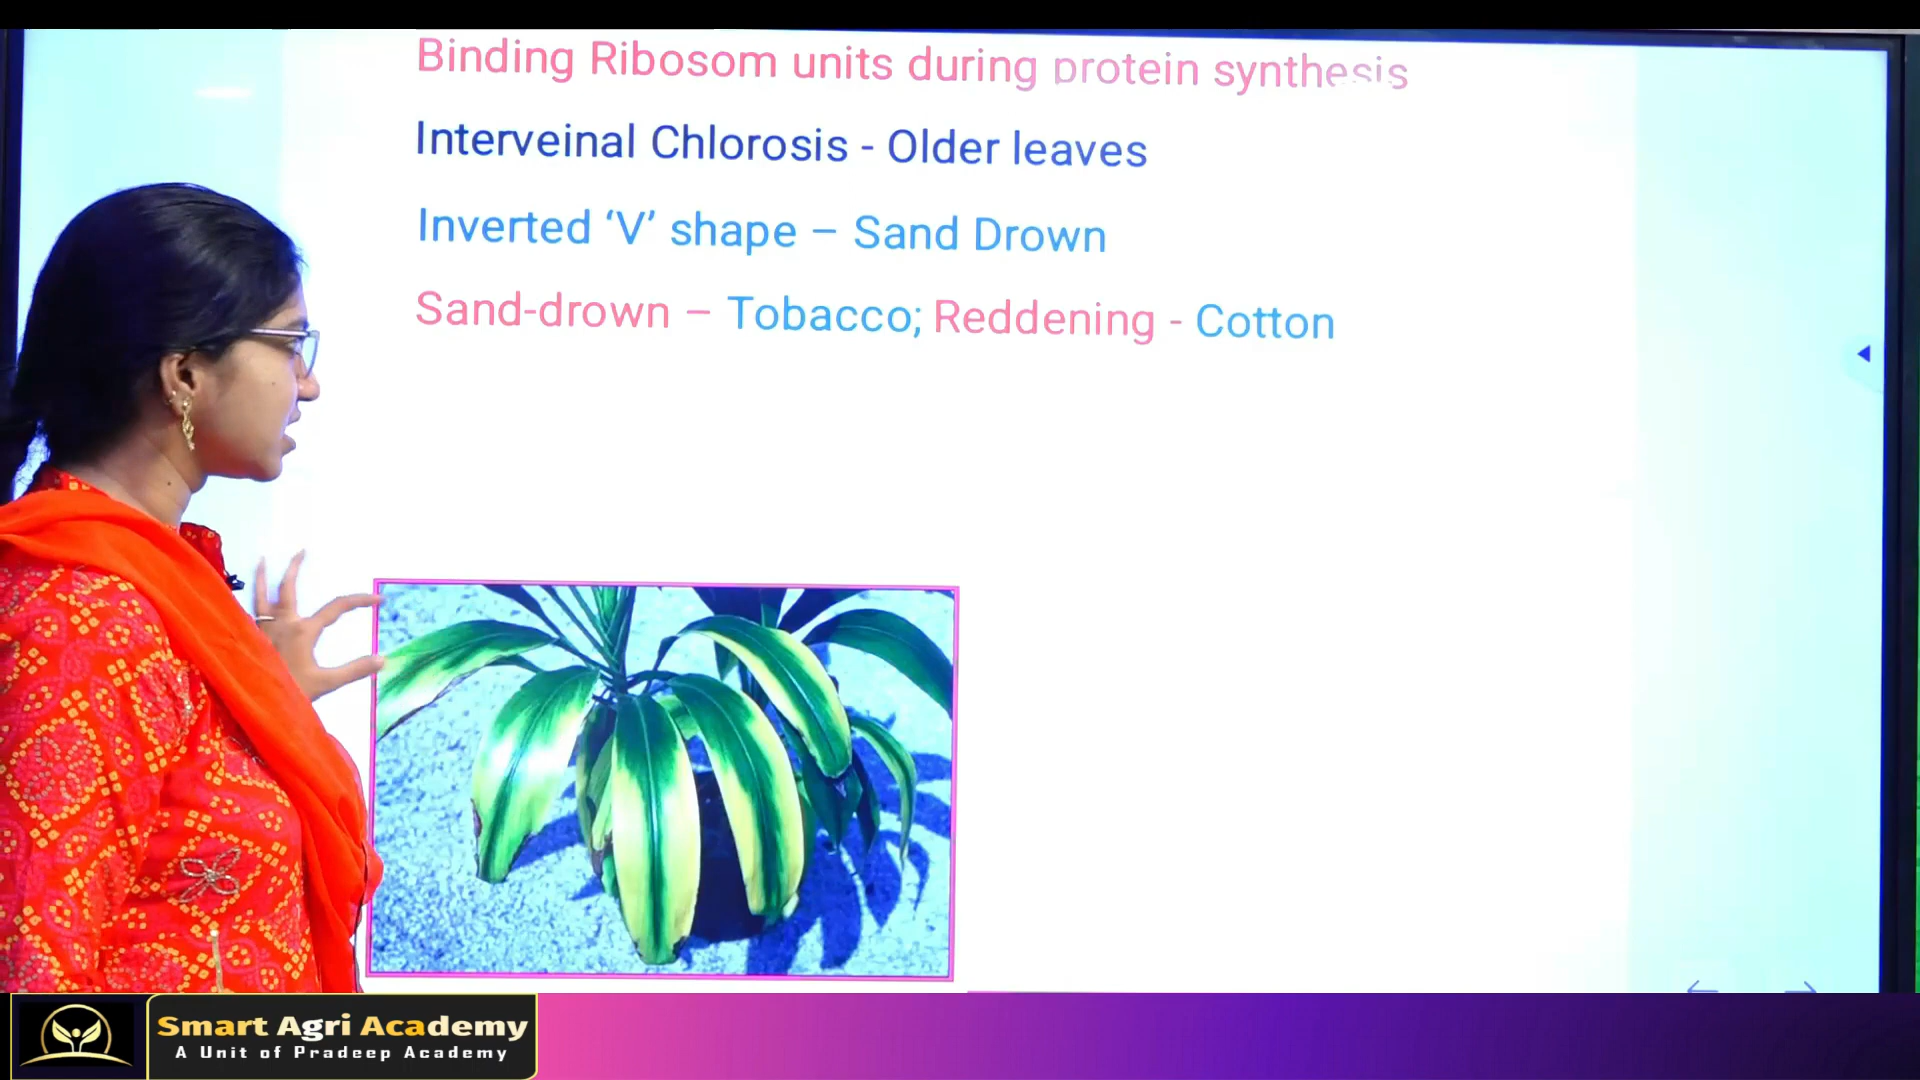 Binding Ribosom units during protein synthesis
Interveinal Chlorosis - Older leaves
Inverted ‘V’ shape – Sand Drown
Sand-drown – Tobacco; Reddening - Cotton
Smart Agri Academy
A Unit of Pradeep Academy